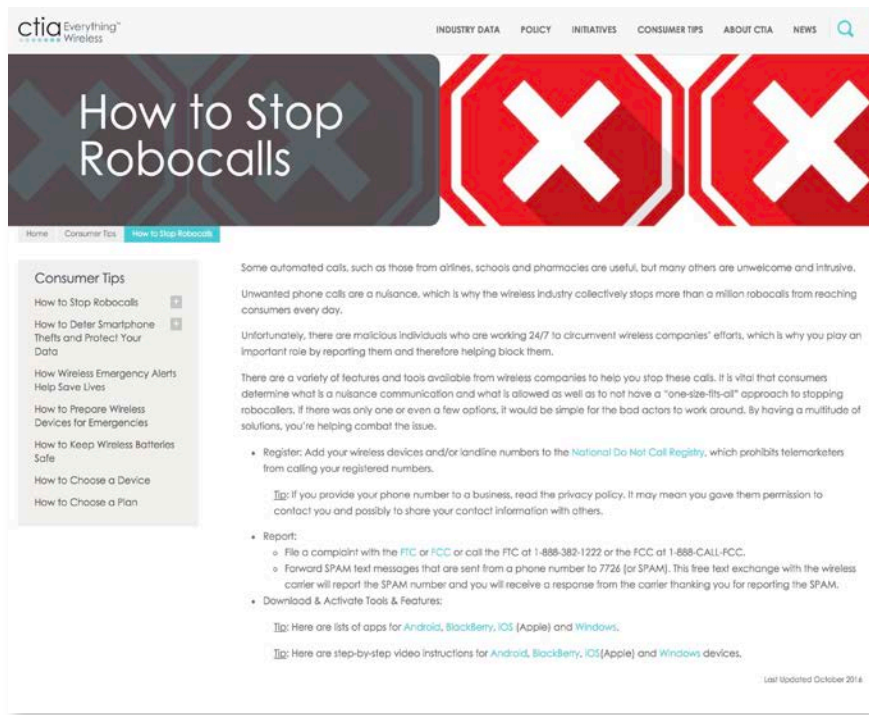 ctia Everything™
Wireless
INDUSTRY DATA POLICY INITIATIVES CONSUMER TIPS ABOUT CTIA NEWS
How to Stop
Robocalls
Home Consumer Tips How to Stop Robocalls
Consumer Tips
How to Stop Robocalls +
How to Deter Smartphone +
Thefts and Protect Your
Data
How Wireless Emergency Alerts
Help Save Lives
How to Prepare Wireless
Devices for Emergencies
How to Keep Wireless Batteries
Safe
How to Choose a Device
How to Choose a Plan
Some automated calls, such as those from airlines, schools and pharmacies are useful, but many others are unwelcome and intrusive.
Unwanted phone calls are a nuisance, which is why the wireless industry collectively stops more than a million robocalls from reaching
consumers every day.
Unfortunately, there are malicious individuals who are working 24/7 to circumvent wireless companies' efforts, which is why you play an
important role by reporting them and therefore helping block them.
There are a variety of features and tools available from wireless companies to help you stop these calls. It is vital that consumers
determine what is a nuisance communication and what is allowed as well as to not have a "one-size-fits-all" approach to stopping
robocallers. If there was only one or even a few options, it would be simple for the bad actors to work around. By having a multitude of
solutions, you're helping combat the issue.
• Register: Add your wireless devices and/or landline numbers to the National Do Not Call Registry, which prohibits telemarketers
from calling your registered numbers.
Tip: If you provide your phone number to a business, read the privacy policy. It may mean you gave them permission to
contact you and possibly to share your contact information with others.
• Report:
○ File a complaint with the FTC or FCC or call the FTC at 1-888-382-1222 or the FCC at 1-888-CALL-FCC.
○ Forward SPAM text messages that are sent from a phone number to 7726 (or SPAM). This free text exchange with the wireless
carrier will report the SPAM number and you will receive a response from the carrier thanking you for reporting the SPAM.
• Download & Activate Tools & Features:
Tip: Here are lists of apps for Android, BlackBerry, iOS (Apple) and Windows.
Tip: Here are step-by-step video instructions for Android, BlackBerry, iOS(Apple) and Windows devices.
Last Updated October 2016